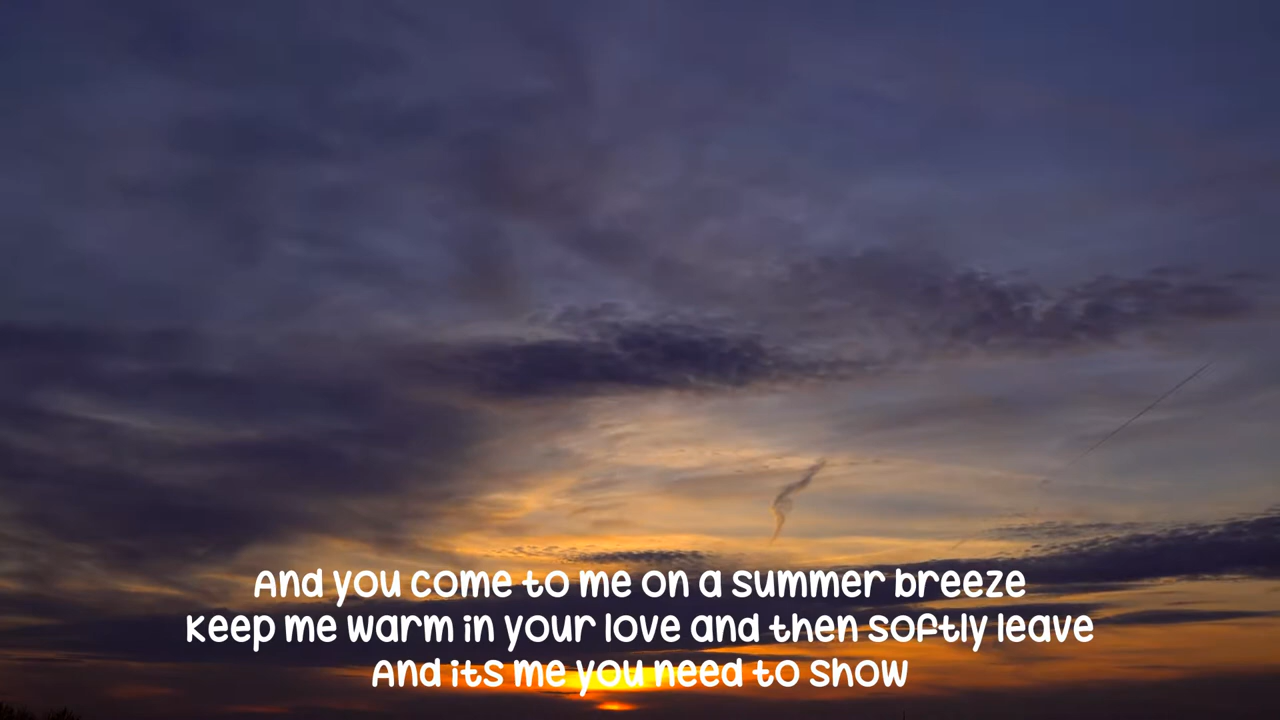 And you come to me on a summer breeze
Keep me warm in your love and then softly leave
And its me you need to show